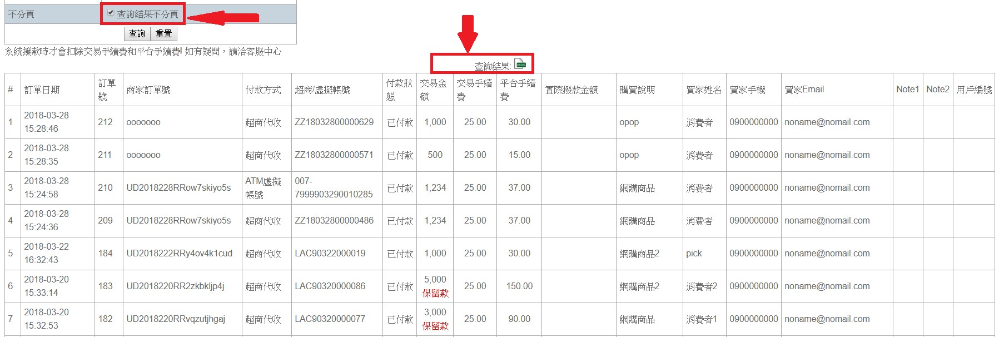 不分頁 查詢結果不分頁
查詢 重置
系統撥款時才會扣除交易手續費和平台手續費! 如有疑問，請洽客服中心
查詢結果: EXCEL
# 訂單日期 訂單號 商家訂單號 付款方式 超商/虛擬帳號 付款狀態 交易金額 交易手續費 平台手續費 實際撥款金額 購買說明 買家姓名 買家手機 買家Email Note1 Note2 用戶編號
1 2018-03-28 15:28:46 212 ooooooo 超商代收 ZZ18032800000629 已付款 1,000 25.00 30.00 opop 消費者 0900000000 noname@nomail.com
2 2018-03-28 15:28:35 211 ooooooo 超商代收 ZZ18032800000571 已付款 500 25.00 15.00 opop 消費者 0900000000 noname@nomail.com
3 2018-03-28 15:24:58 210 UD2018228RRow7skiyo5s ATM虛擬帳號 007-7999903290010285 已付款 1,234 25.00 37.00 網購商品 消費者 0900000000 noname@nomail.com
4 2018-03-28 15:24:36 209 UD2018228RRow7skiyo5s 超商代收 ZZ18032800000486 已付款 1,234 25.00 37.00 網購商品 消費者 0900000000 noname@nomail.com
5 2018-03-22 16:32:43 184 UD2018222RRy4ov4k1cud 超商代收 LAC90322000019 已付款 1,000 25.00 30.00 網購商品2 pick 0900000000 noname@nomail.com
6 2018-03-20 15:33:14 183 UD2018220RR2zkbkljp4j 超商代收 LAC90320000086 已付款 5,000 保留款 25.00 150.00 網購商品2 消費者2 0900000000 noname@nomail.com
7 2018-03-20 15:32:53 182 UD2018220RRvqzutjhgaj 超商代收 LAC90320000077 已付款 3,000 保留款 25.00 90.00 網購商品 消費者1 0900000000 noname@nomail.com